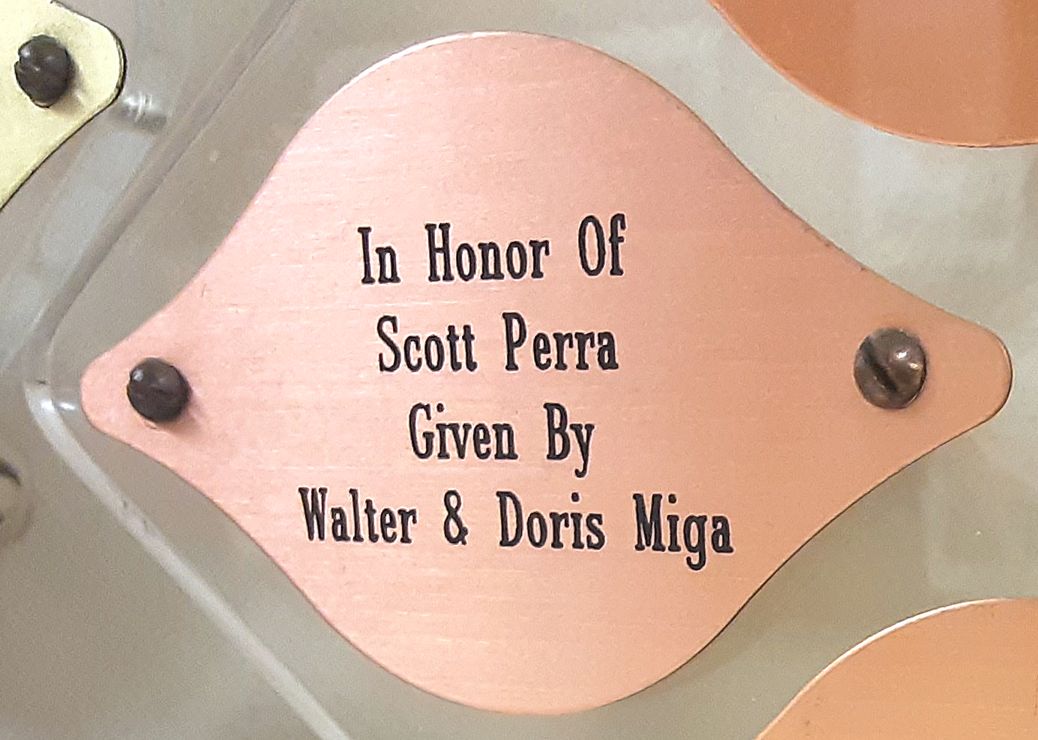 In Honor Of
Scott Perra
Given By
Walter & Doris Miga